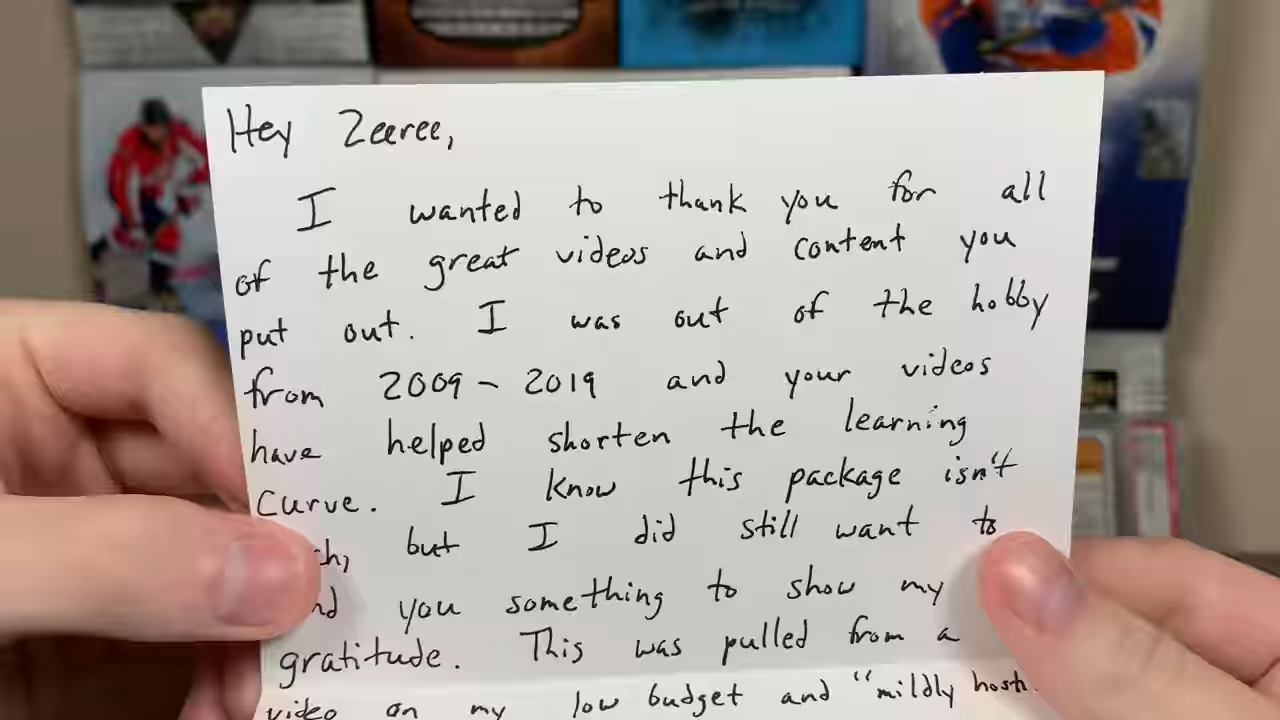 Hey Zeeree,
I wanted to thank you for all
of the great videos and content you
put out. I was out of the hobby
from 2009 - 2019 and your videos
have helped shorten the learning
curve. I know this package isn't
but I did still want to
you something to show my
gratitude. This was pulled from a
video on my low budget and "mildly